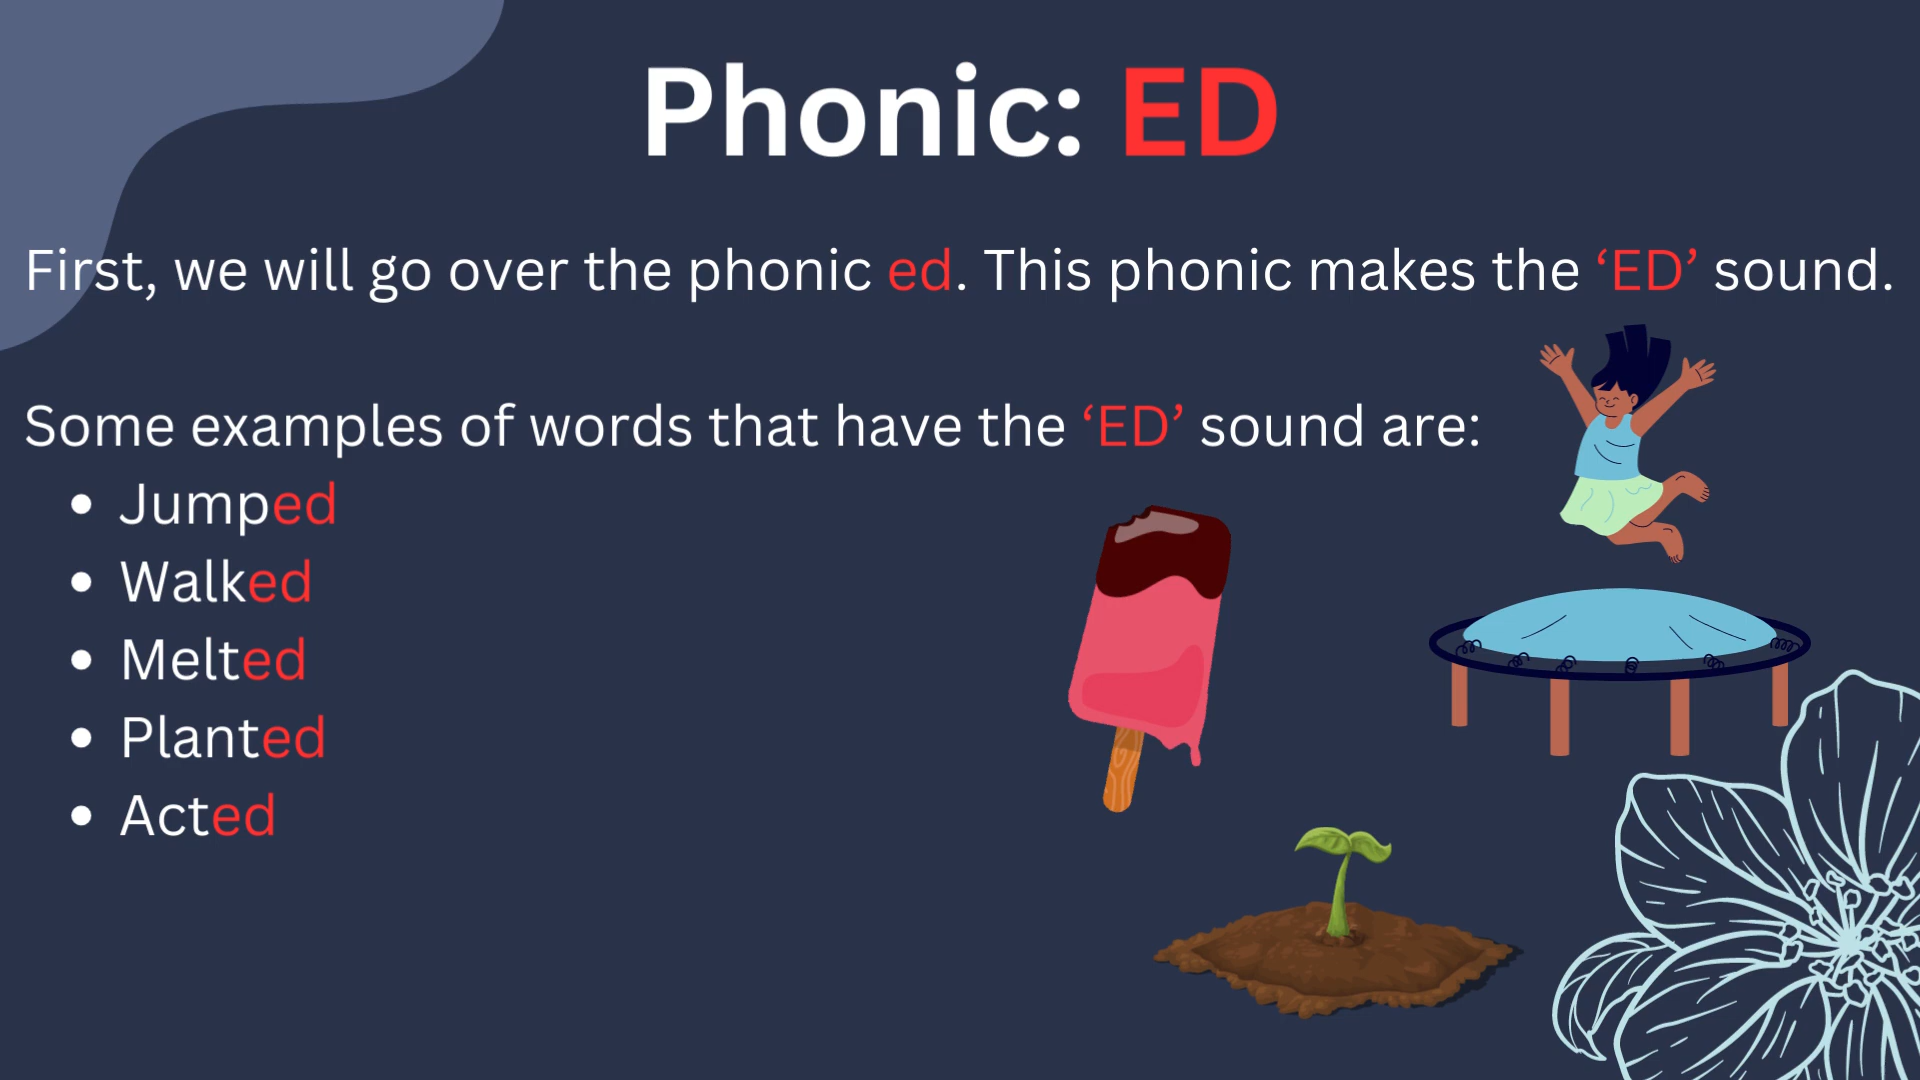 Phonic: ED
First, we will go over the phonic ed. This phonic makes the ‘ED’ sound.
Some examples of words that have the ‘ED’ sound are:
• Jumped
• Walked
• Melted
• Planted
• Acted